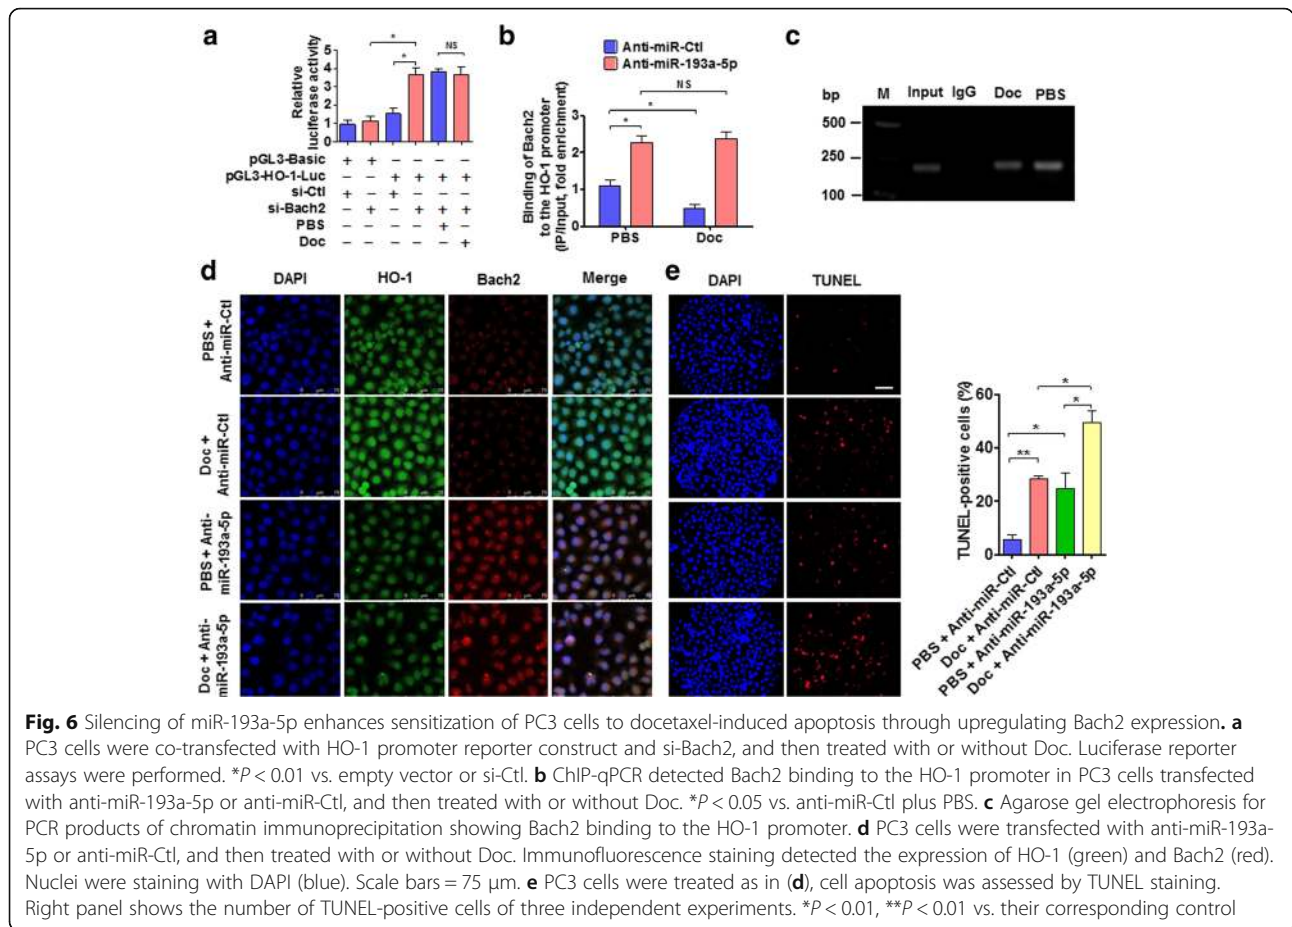 a
Relative
luciferase activity
5
4
3
2
1
0
*
*
NS
pGL3-Basic + + – – – –
pGL3-HO-1-Luc – – + + + +
si-Ctl + – + – – –
si-Bach2 – + – + + +
PBS – – – – + –
Doc – – – – – +
b
Anti-miR-Ctl
Anti-miR-193a-5p
Binding of Bach2
to the HO-1 promoter
(IP/Input, fold enrichment)
3
2
1
0
NS
*
*
PBS Doc
c
bp M Input IgG Doc PBS
500
250
100
d
DAPI HO-1 Bach2 Merge
PBS +
Anti-miR-Ctl
Doc +
Anti-miR-Ctl
PBS + Anti-
miR-193a-5p
Doc + Anti-
miR-193a-5p
e
DAPI TUNEL
TUNEL-positive cells (%)
60
40
20
0
*
*
*
**
PBS + Anti-miR-Ctl
Doc + Anti-miR-Ctl
PBS + Anti-miR-193a-5p
Doc + Anti-miR-193a-5p
Fig. 6 Silencing of miR-193a-5p enhances sensitization of PC3 cells to docetaxel-induced apoptosis through upregulating Bach2 expression. a
PC3 cells were co-transfected with HO-1 promoter reporter construct and si-Bach2, and then treated with or without Doc. Luciferase reporter
assays were performed. *P < 0.01 vs. empty vector or si-Ctl. b ChIP-qPCR detected Bach2 binding to the HO-1 promoter in PC3 cells transfected
with anti-miR-193a-5p or anti-miR-Ctl, and then treated with or without Doc. *P < 0.05 vs. anti-miR-Ctl plus PBS. c Agarose gel electrophoresis for
PCR products of chromatin immunoprecipitation showing Bach2 binding to the HO-1 promoter. d PC3 cells were transfected with anti-miR-193a-
5p or anti-miR-Ctl, and then treated with or without Doc. Immunofluorescence staining detected the expression of HO-1 (green) and Bach2 (red).
Nuclei were staining with DAPI (blue). Scale bars = 75 μm. e PC3 cells were treated as in (d), cell apoptosis was assessed by TUNEL staining.
Right panel shows the number of TUNEL-positive cells of three independent experiments. *P < 0.01, **P < 0.01 vs. their corresponding control